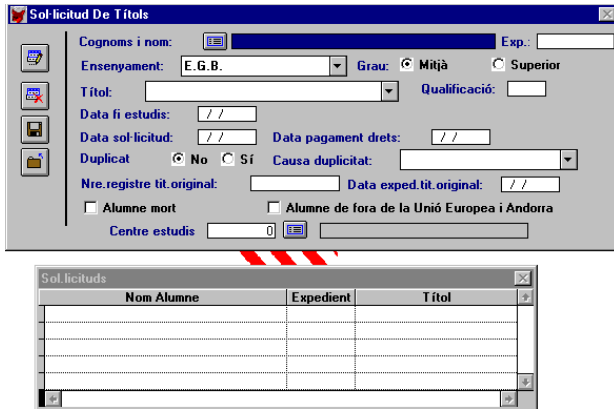 Sol·licitud De Títols
Cognoms i nom: Exp.:
Ensenyament: E.G.B. Grau: Mitjà Superior
Títol: Qualificació:
Data fi estudis: / /
Data sol·licitud: / / Data pagament drets: / /
Duplicat No Sí Causa duplicitat:
Nre.registre tit.original: Data exped.tit.original: / /
Alumne mort Alumne de fora de la Unió Europea i Andorra
Centre estudis 0
Sol.licituds
Nom Alumne Expedient Títol